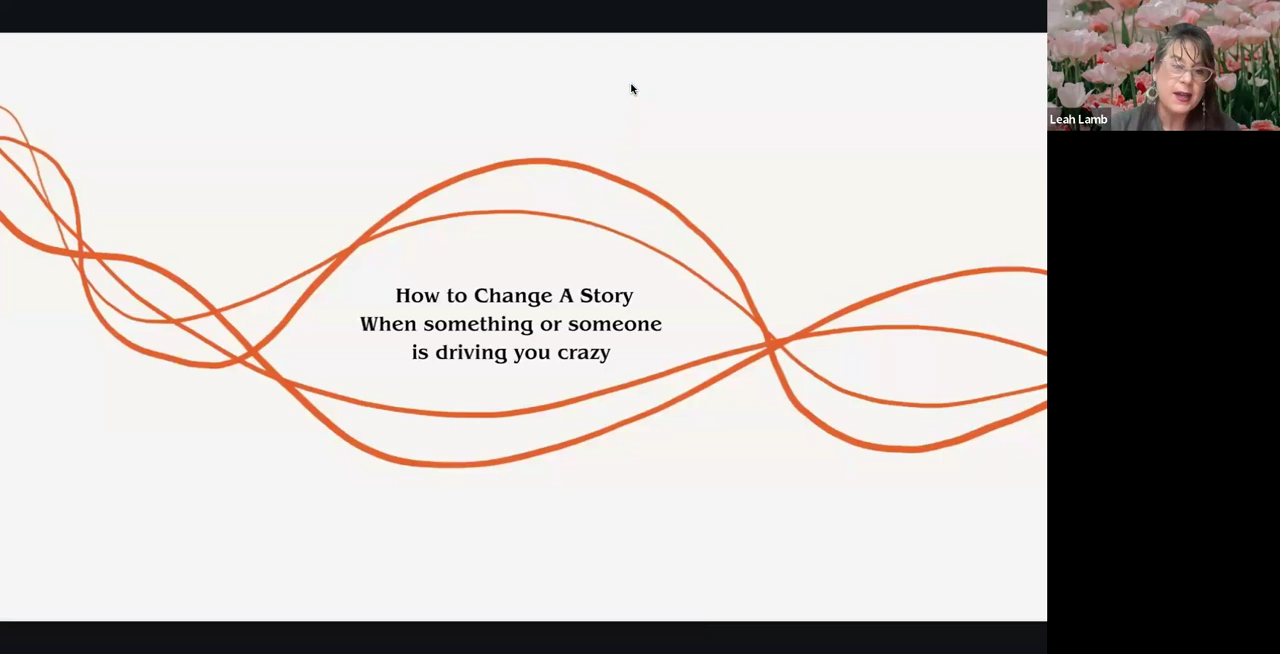 How to Change A Story
When something or someone
is driving you crazy
Leah Lamb